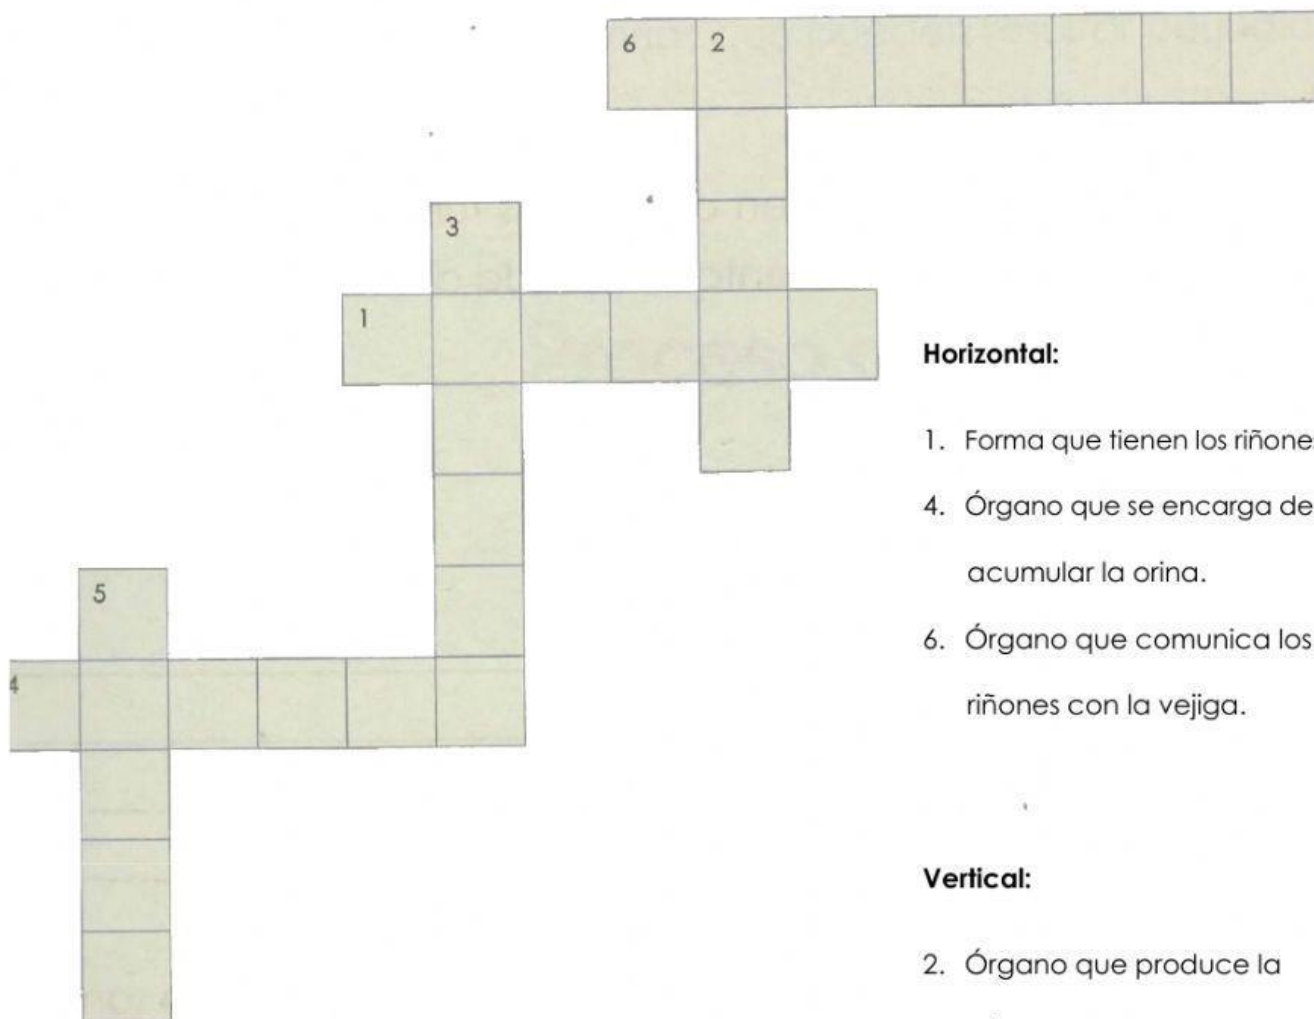 6 2
3
1
Horizontal:
1. Forma que tienen los riñone
4. Órgano que se encarga de
acumular la orina.
5
6. Órgano que comunica los
4
riñones con la vejiga.
Vertical:
2. Órgano que produce la